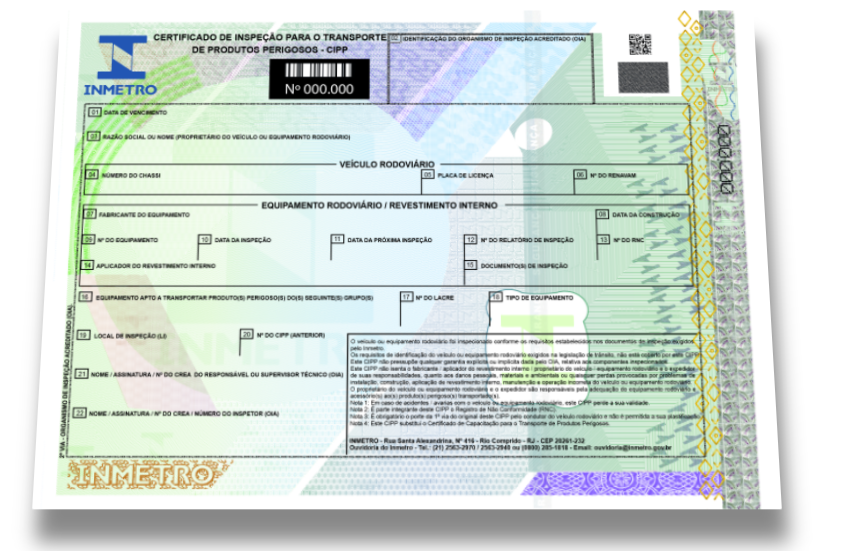 CERTIFICADO DE INSPEÇÃO PARA O TRANSPORTE
DE PRODUTOS PERIGOSOS - CIPP
02 IDENTIFICAÇÃO DO ORGANISMO DE INSPEÇÃO ACREDITADO (OIA)
INMETRO
Nº 000.000
01 DATA DE VENCIMENTO
03 RAZÃO SOCIAL OU NOME (PROPRIETÁRIO DO VEÍCULO OU EQUIPAMENTO RODOVIÁRIO)
VEÍCULO RODOVIÁRIO
04 NÚMERO DO CHASSI
05 PLACA DE LICENÇA
06 Nº DO RENAVAM
EQUIPAMENTO RODOVIÁRIO / REVESTIMENTO INTERNO
07 FABRICANTE DO EQUIPAMENTO
08 DATA DA CONSTRUÇÃO
09 Nº DO EQUIPAMENTO
10 DATA DA INSPEÇÃO
11 DATA DA PRÓXIMA INSPEÇÃO
12 Nº DO RELATÓRIO DE INSPEÇÃO
13 Nº DO RNC
14 APLICADOR DO REVESTIMENTO INTERNO
15 DOCUMENTO(S) DE INSPEÇÃO
16 EQUIPAMENTO APTO A TRANSPORTAR PRODUTO(S) PERIGOSO(S) DO(S) SEGUINTE(S) GRUPO(S)
17 Nº DO LACRE
18 TIPO DE EQUIPAMENTO
19 LOCAL DE INSPEÇÃO (LI)
20 Nº DO CIPP (ANTERIOR)
21 NOME / ASSINATURA / Nº DO CREA DO RESPONSÁVEL OU SUPERVISOR TÉCNICO (OIA)
22 NOME / ASSINATURA / Nº DO CREA / NÚMERO DO INSPETOR (OIA)
O veículo ou equipamento rodoviário foi inspecionado conforme os requisitos estabelecidos nos documentos de inspeção exigidos
pelo Inmetro.
Os requisitos de identificação do veículo ou equipamento rodoviário exigidos na legislação de trânsito, não está coberto por este CIPP.
Este CIPP não pressupõe qualquer garantia explícita ou implícita dada pelo OIA, relativa aos componentes inspecionados.
Este CIPP não isenta o fabricante / aplicador do revestimento interno / proprietário do veículo / equipamento rodoviário e o expedidor
de suas responsabilidades, quanto aos danos pessoais, materiais e ambientais ou quaisquer perdas provocadas por problemas de
instalação, construção, aplicação de revestimento interno, manutenção e operação incorreta do veículo ou equipamento rodoviário.
O proprietário do veículo ou equipamento rodoviário e o expedidor são responsáveis pela adequação do equipamento rodoviário e
acessório(s) ao(s) produto(s) perigoso(s) transportado(s).
Nota 1: Em caso de acidentes / avarias com o veículo ou equipamento rodoviário, este CIPP perde a sua validade.
Nota 2: É parte integrante deste CIPP o Registro de Não Conformidade (RNC).
Nota 3: É obrigatório o porte da 1ª via do original deste CIPP pelo condutor do veículo rodoviário e não é permitida a sua plastificação.
Nota 4: Este CIPP substitui o Certificado de Capacitação para o Transporte de Produtos Perigosos.
INMETRO - Rua Santa Alexandrina, Nº 416 - Rio Comprido - RJ - CEP 20261-232
Ouvidoria do Inmetro - Tel.: (21) 2563-2970 / 2563-2940 ou (0800) 285-1818 - Email: ouvidoria@inmetro.gov.br
2ª VIA - ORGANISMO DE INSPEÇÃO ACREDITADO (OIA)
INMETRO
000.000
INMETRO